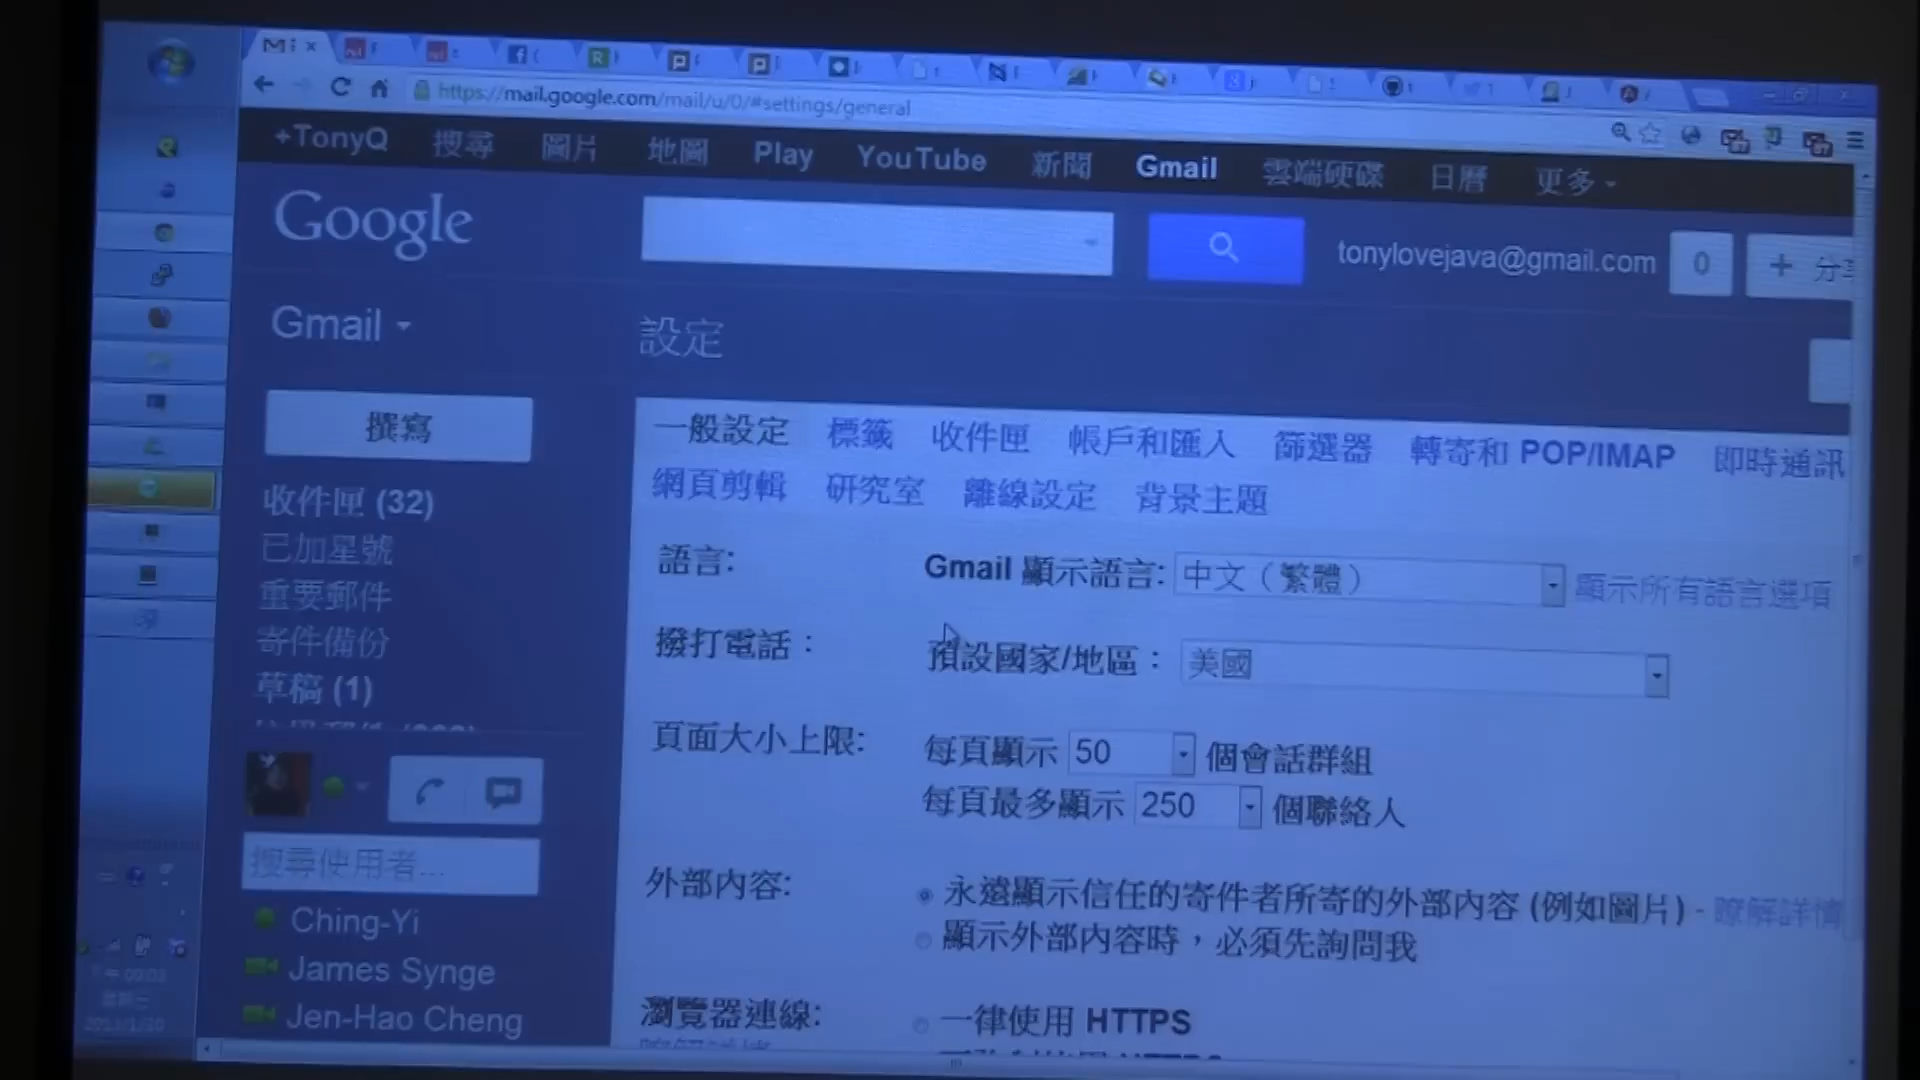 https://mail.google.com/mail/u/0/#settings/general
+TonyQ 搜尋 圖片 地圖 Play YouTube 新聞 Gmail 雲端硬碟 日曆 更多
Google
tonylovejava@gmail.com 0 + 分享
Gmail
設定
撰寫
一般設定 標籤 收件匣 帳戶和匯入 篩選器 轉寄和 POP/IMAP 即時通訊
網頁剪輯 研究室 離線設定 背景主題
收件匣 (32)
已加星號
重要郵件
寄件備份
草稿 (1)
語言:
Gmail 顯示語言: 中文（繁體） 顯示所有語言選項
撥打電話：
預設國家/地區： 美國
頁面大小上限:
每頁顯示 50 個會話群組
每頁最多顯示 250 個聯絡人
搜尋使用者...
Ching-Yi
James Synge
Jen-Hao Cheng
外部內容:
永遠顯示信任的寄件者所寄的外部內容 (例如圖片) - 瞭解詳情
顯示外部內容時，必須先詢問我
瀏覽器連線:
一律使用 HTTPS